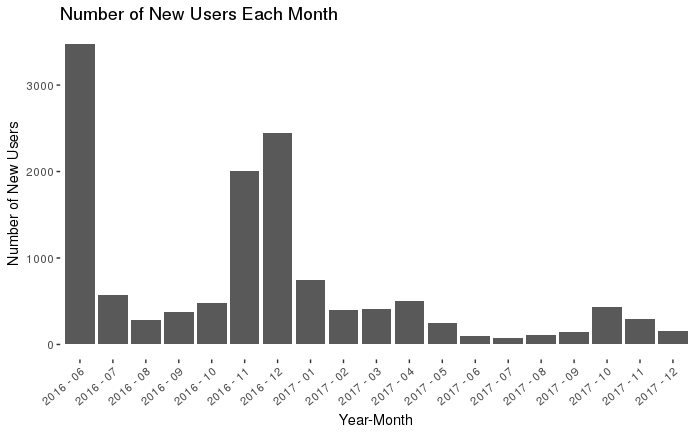 Number of New Users Each Month
Number of New Users
3000
2000
1000
0
2016 - 06
2016 - 07
2016 - 08
2016 - 09
2016 - 10
2016 - 11
2016 - 12
2017 - 01
2017 - 02
2017 - 03
2017 - 04
2017 - 05
2017 - 06
2017 - 07
2017 - 08
2017 - 09
2017 - 10
2017 - 11
2017 - 12
Year-Month